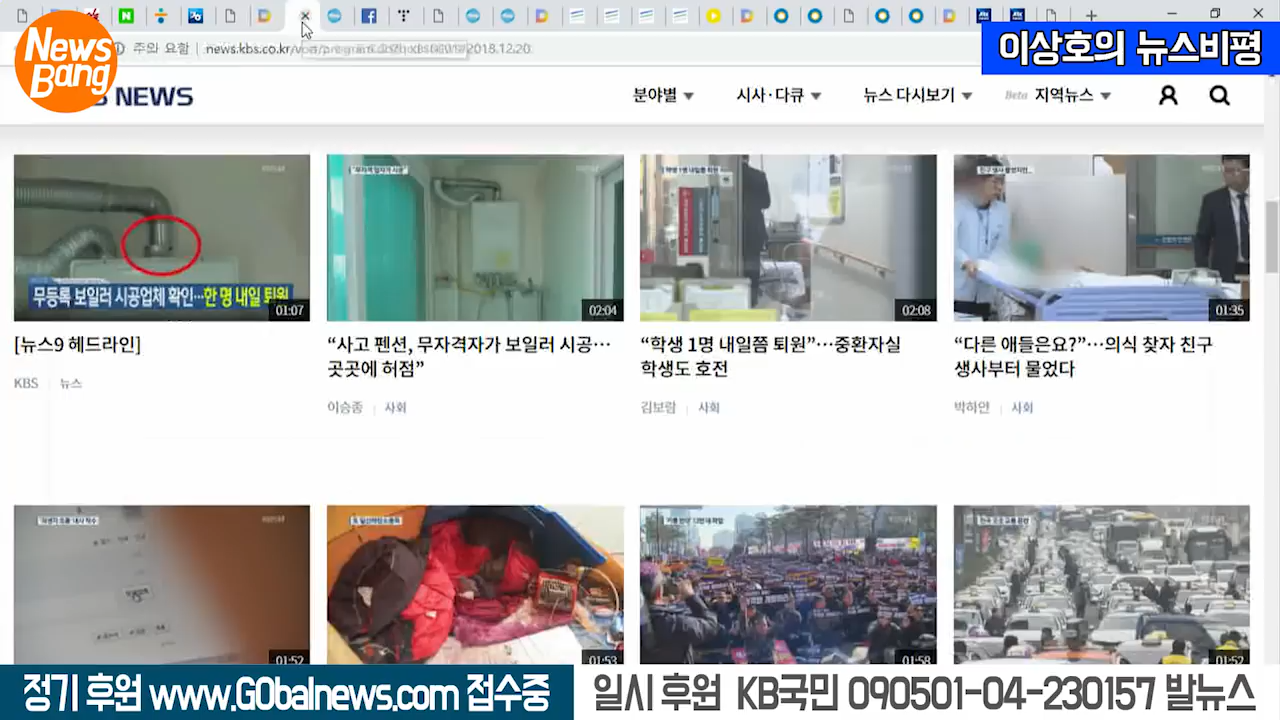 News
Bang
이상호의 뉴스비평
주의 요함
NEWS
분야별
시사·다큐
뉴스 다시보기
Beta 지역뉴스
무등록 보일러 시공업체 확인…한 명 내일 퇴원
01:07
02:04
02:08
01:35
[뉴스9 헤드라인]
KBS 뉴스
“사고 펜션, 무자격자가 보일러 시공…
곳곳에 허점”
이승종 사회
“학생 1명 내일쯤 퇴원”…중환자실
학생도 호전
김보람 사회
“다른 애들은요?”…의식 찾자 친구
생사부터 물었다
박하얀 사회
01:52
01:53
01:58
01:52
정기 후원 www.GObalnews.com 접수중
일시 후원 KB국민 090501-04-230157 발뉴스